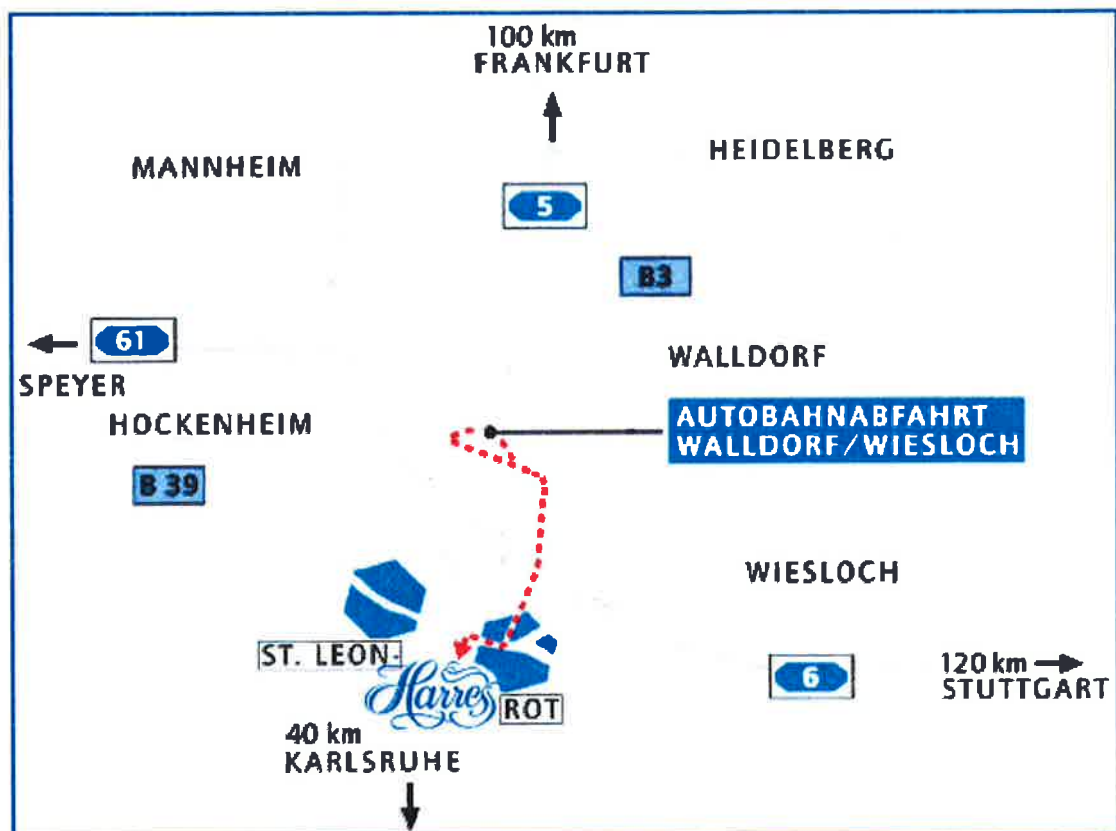 100 km
FRANKFURT
MANNHEIM
HEIDELBERG
5
B3
61
SPEYER
WALLDORF
HOCKENHEIM
AUTOBAHNABFAHRT
WALLDORF/WIESLOCH
B 39
WIESLOCH
ST. LEON-
Harres
ROT
6
120 km
STUTTGART
40 km
KARLSRUHE